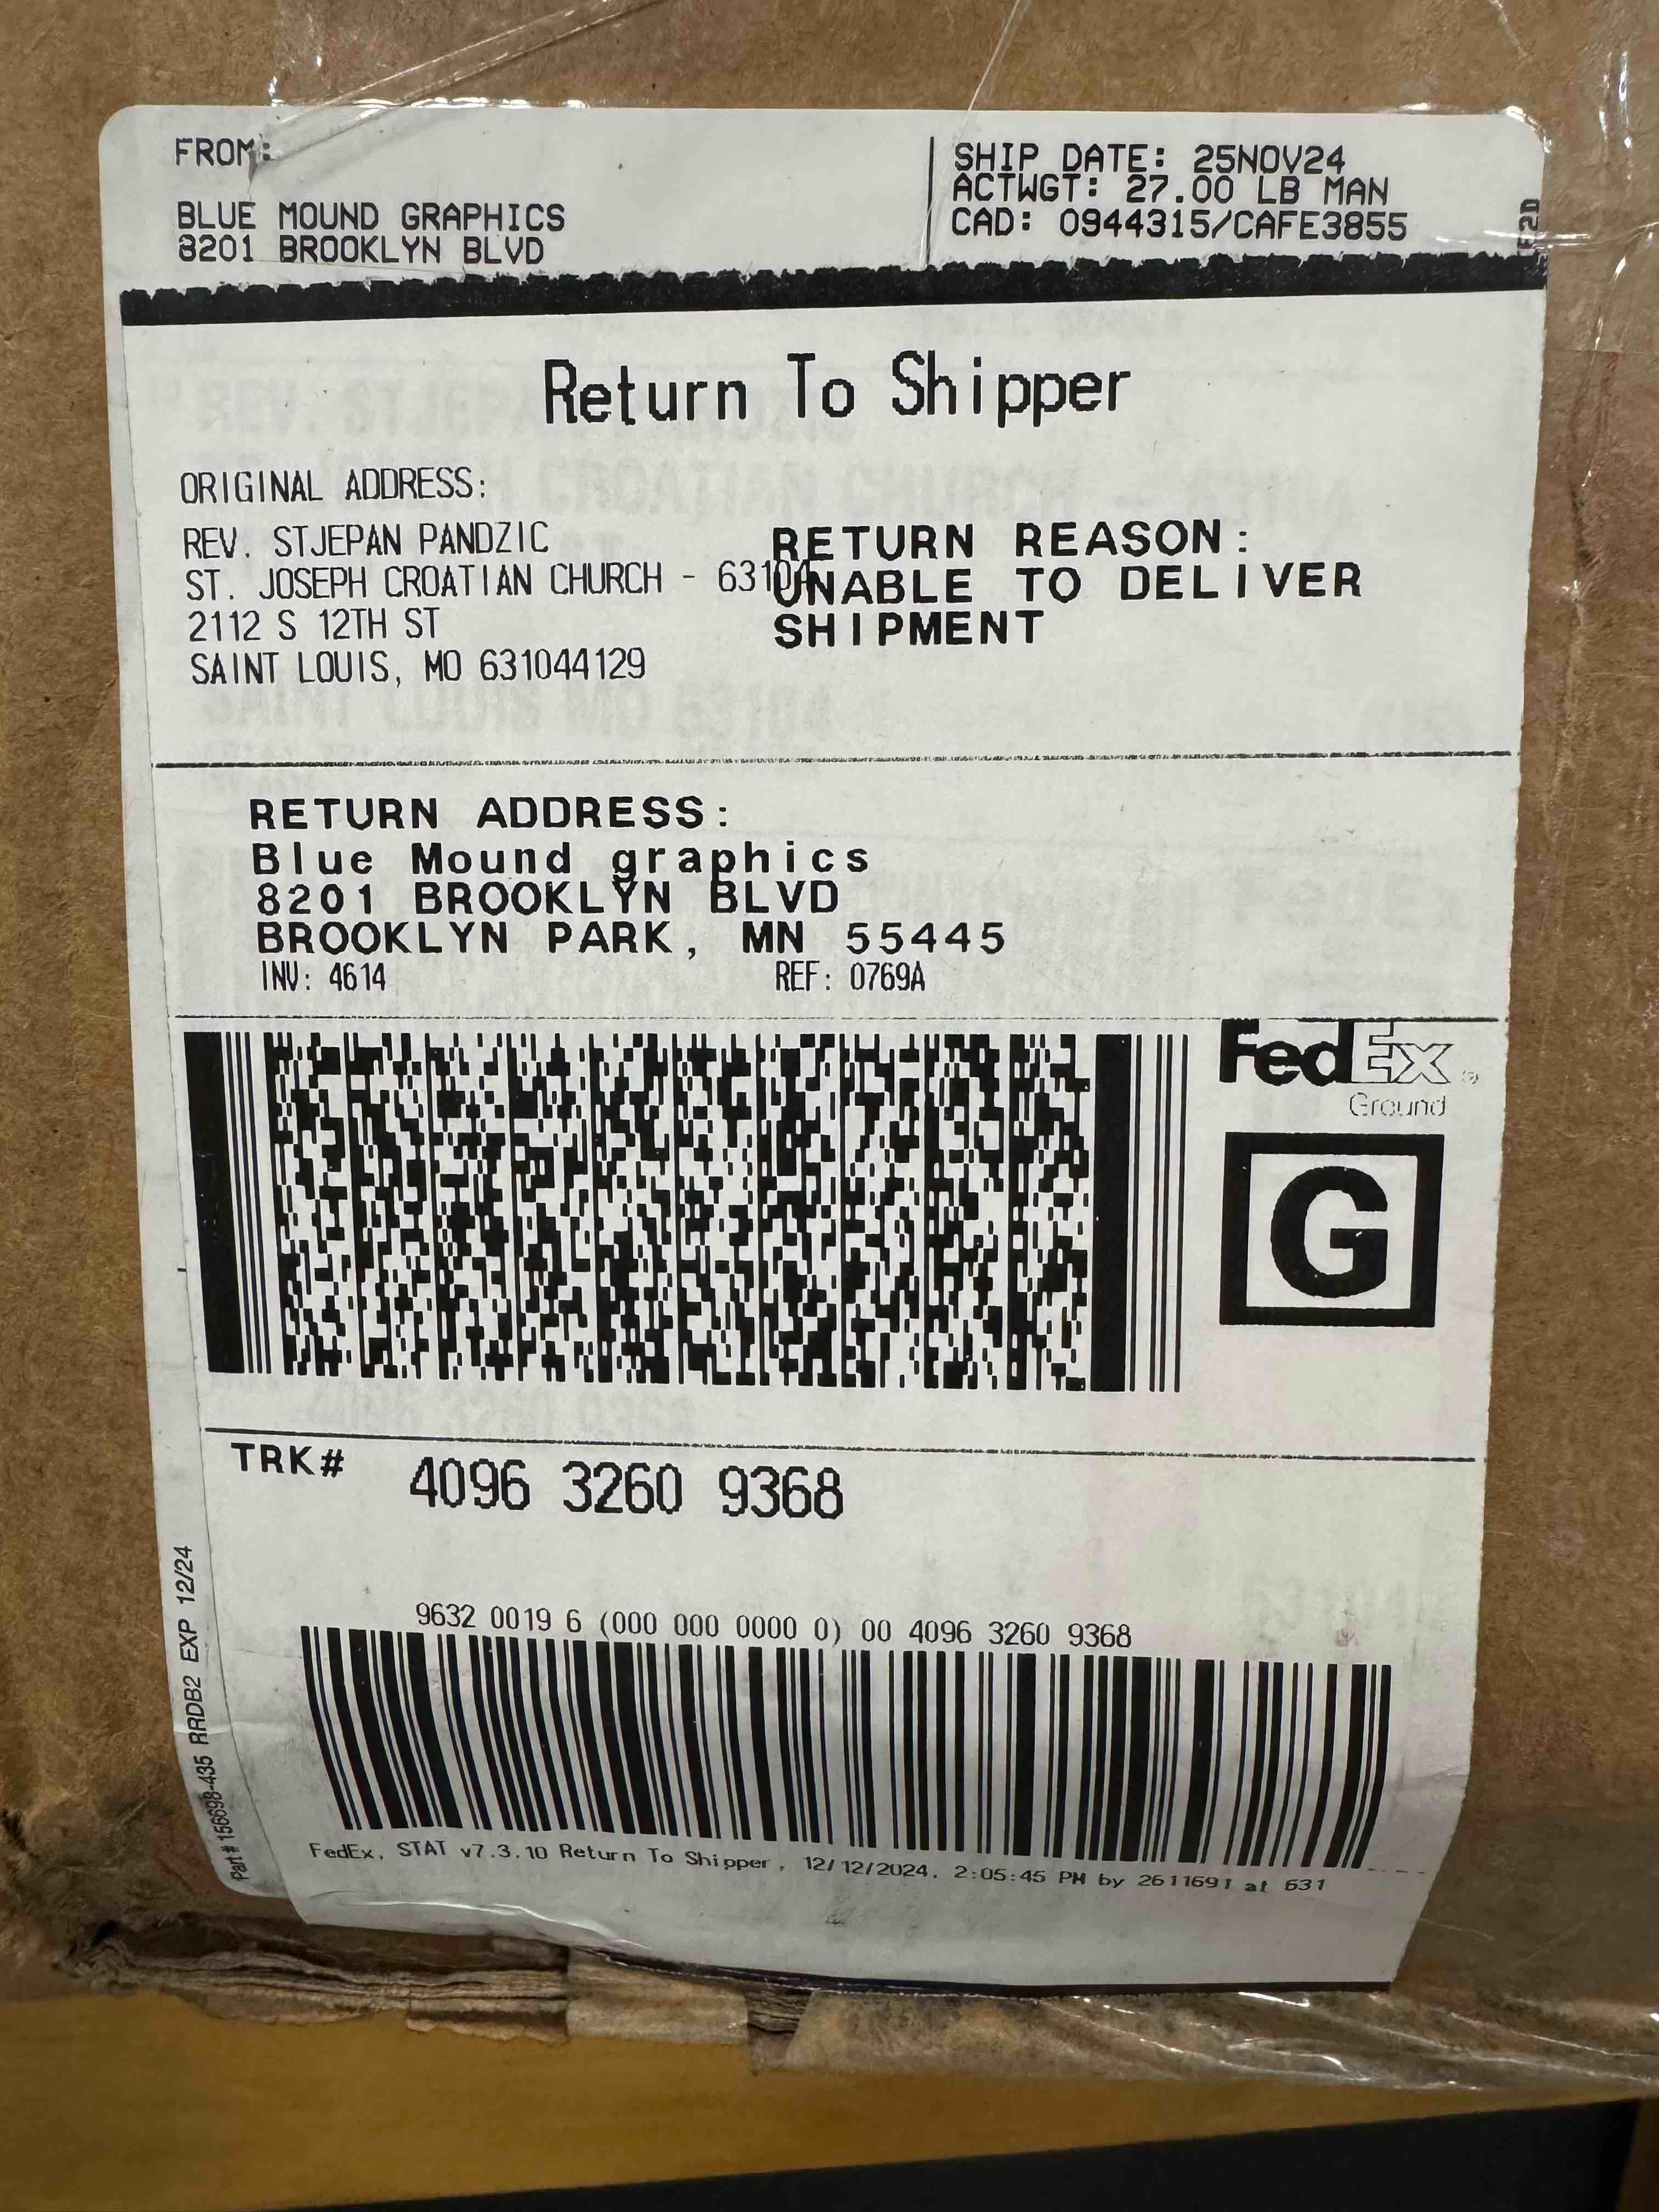 FROM:
BLUE MOUND GRAPHICS
8201 BROOKLYN BLVD
SHIP DATE: 25NOV24
ACTWGT: 27.00 LB MAN
CAD: 0944315/CAFE3855
Return To Shipper
ORIGINAL ADDRESS:
REV. STJEPAN PANDZIC
ST. JOSEPH CROATIAN CHURCH - 63104
2112 S 12TH ST
SAINT LOUIS, MO 631044129
RETURN REASON:
UNABLE TO DELIVER
SHIPMENT
RETURN ADDRESS:
Blue Mound graphics
8201 BROOKLYN BLVD
BROOKLYN PARK, MN 55445
INV: 4614 REF: 0769A
FedEx
Ground
G
TRK# 4096 3260 9368
9632 0019 6 (000 000 0000 0) 00 4096 3260 9368
FedEx, STAT v7.3.10 Return To Shipper, 12/12/2024, 2:05:45 PM by 2611691 at 631
Part # 156698-435 RRDB2 EXP 12/24